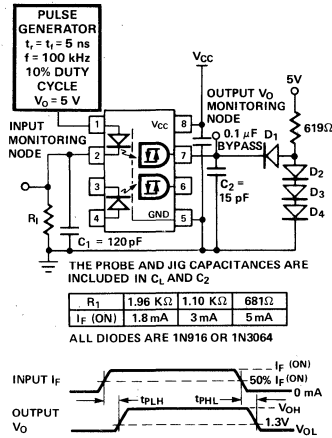 PULSE
GENERATOR
tr = tf = 5 ns
f = 100 kHz
10% DUTY
CYCLE
VO = 5 V
INPUT
MONITORING
NODE
VCC
OUTPUT VO
MONITORING
NODE
5V
619Ω
0.1 μF
BYPASS
D1
D2
D3
D4
C2 =
15 pF
1
2
3
4
VCC
8
7
6
GND
5
RI
C1 = 120 pF
THE PROBE AND JIG CAPACITANCES ARE
INCLUDED IN CL AND C2
R1 1.96 KΩ 1.10 KΩ 681Ω
IF (ON) 1.8 mA 3 mA 5 mA
ALL DIODES ARE 1N916 OR 1N3064
INPUT IF
IF (ON)
50% IF (ON)
0 mA
tPLH
tPHL
OUTPUT
VO
VOH
1.3V
VOL